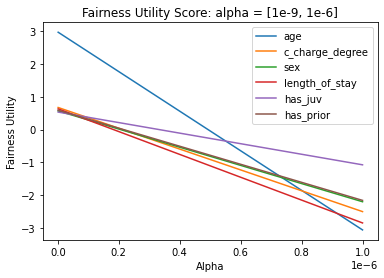 Fairness Utility Score: alpha = [1e-9, 1e-6]
3
2
1
0
-1
-2
-3
Fairness Utility
age
c_charge_degree
sex
length_of_stay
has_juv
has_prior
0.0
0.2
0.4
0.6
0.8
1.0
1e-6
Alpha